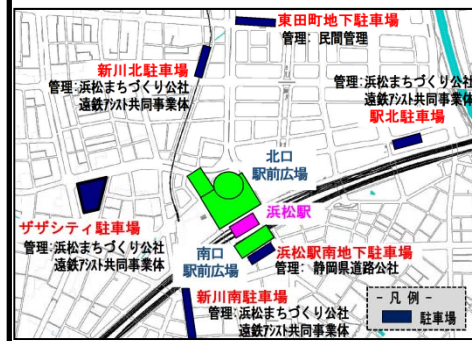 東田町地下駐車場
管理：民間管理
新川北駐車場
管理：浜松まちづくり公社
遠鉄アシスト共同事業体
管理：浜松まちづくり公社
遠鉄アシスト共同事業体
駅北駐車場
北口
駅前広場
浜松駅
ザザシティ駐車場
管理：浜松まちづくり公社
遠鉄アシスト共同事業体
南口
駅前広場
浜松駅南地下駐車場
管理： 静岡県道路公社
新川南駐車場
管理：浜松まちづくり公社
遠鉄アシスト共同事業体
- 凡 例 -
駐車場